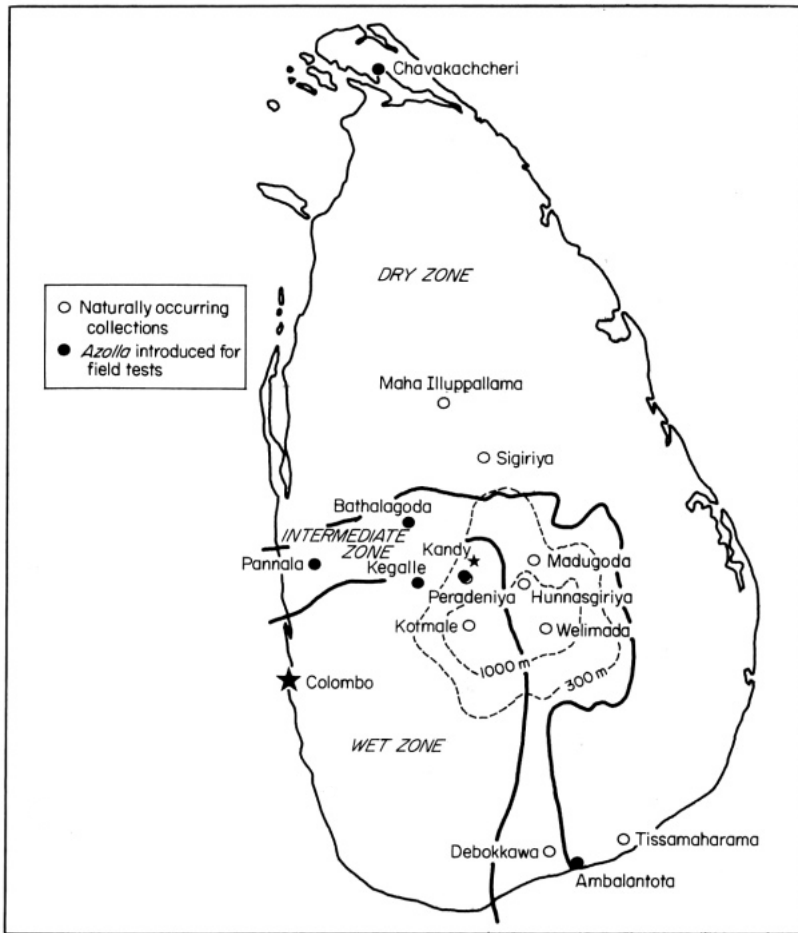 Chavakachcheri
DRY ZONE
Naturally occurring
collections
Azolla introduced for
field tests
Maha Illuppallama
Sigiriya
Bathalagoda
INTERMEDIATE
ZONE
Kandy
Madugoda
Pannala
Kegalle
Peradeniya
Hunnasgiriya
Kotmale
Welimada
1000 m
300 m
Colombo
WET ZONE
Debokkawa
Tissamaharama
Ambalantota